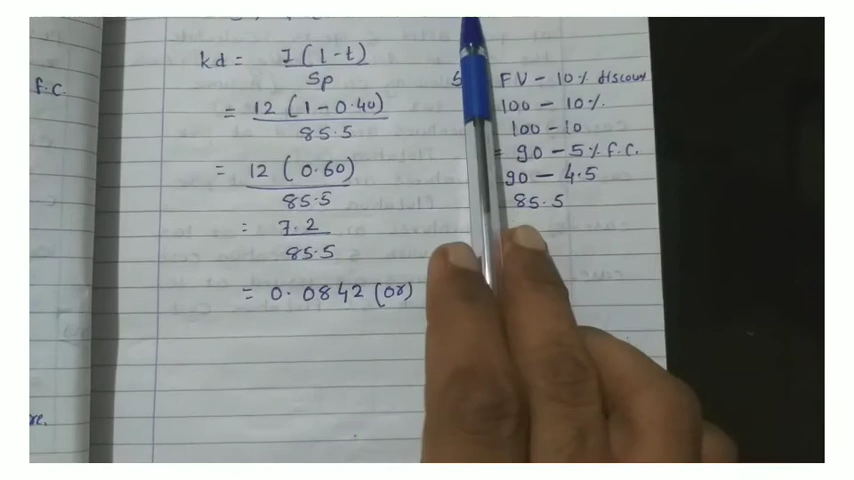 f.c.
re.
kd = I(1-t)
Sp
= 12(1-0.40)
85.5
= 12(0.60)
85.5
= 7.2
85.5
= 0.0842 (or)
S
FV - 10% discount
100 - 10%
100 - 10
= 90 - 5% f.c.
90 - 4.5
85.5